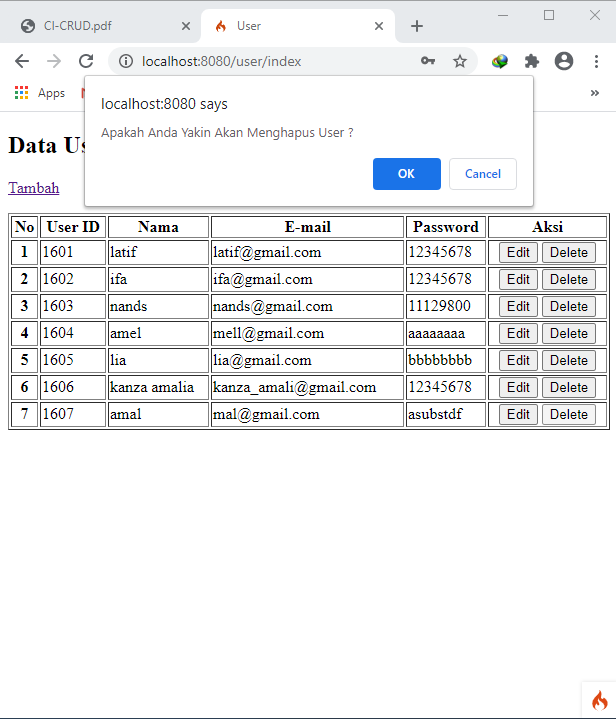 CI-CRUD.pdf
User
localhost:8080/user/index
Apps
»
localhost:8080 says
Apakah Anda Yakin Akan Menghapus User ?
OK Cancel
Data
Tambah
No User ID Nama E-mail Password Aksi
1 1601 latif latif@gmail.com 12345678 Edit Delete
2 1602 ifa ifa@gmail.com 12345678 Edit Delete
3 1603 nands nands@gmail.com 11129800 Edit Delete
4 1604 amel mell@gmail.com aaaaaaaa Edit Delete
5 1605 lia lia@gmail.com bbbbbbbb Edit Delete
6 1606 kanza amalia kanza_amali@gmail.com 12345678 Edit Delete
7 1607 amal mal@gmail.com asubstdf Edit Delete